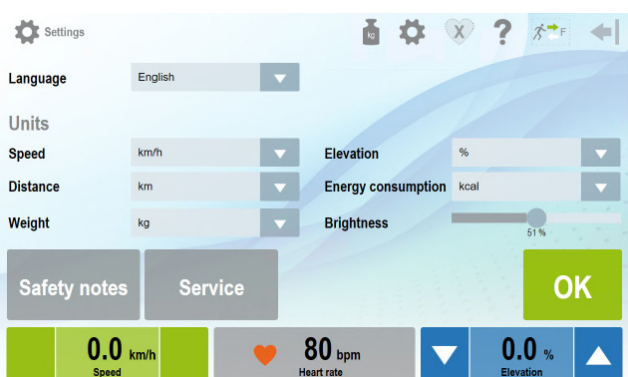 Settings
kg
X
?
F
Language English
Units
Speed km/h Elevation %
Distance km Energy consumption kcal
Weight kg Brightness
51 %
Safety notes Service OK
0.0 km/h 80 bpm 0.0 %
Speed Heart rate Elevation